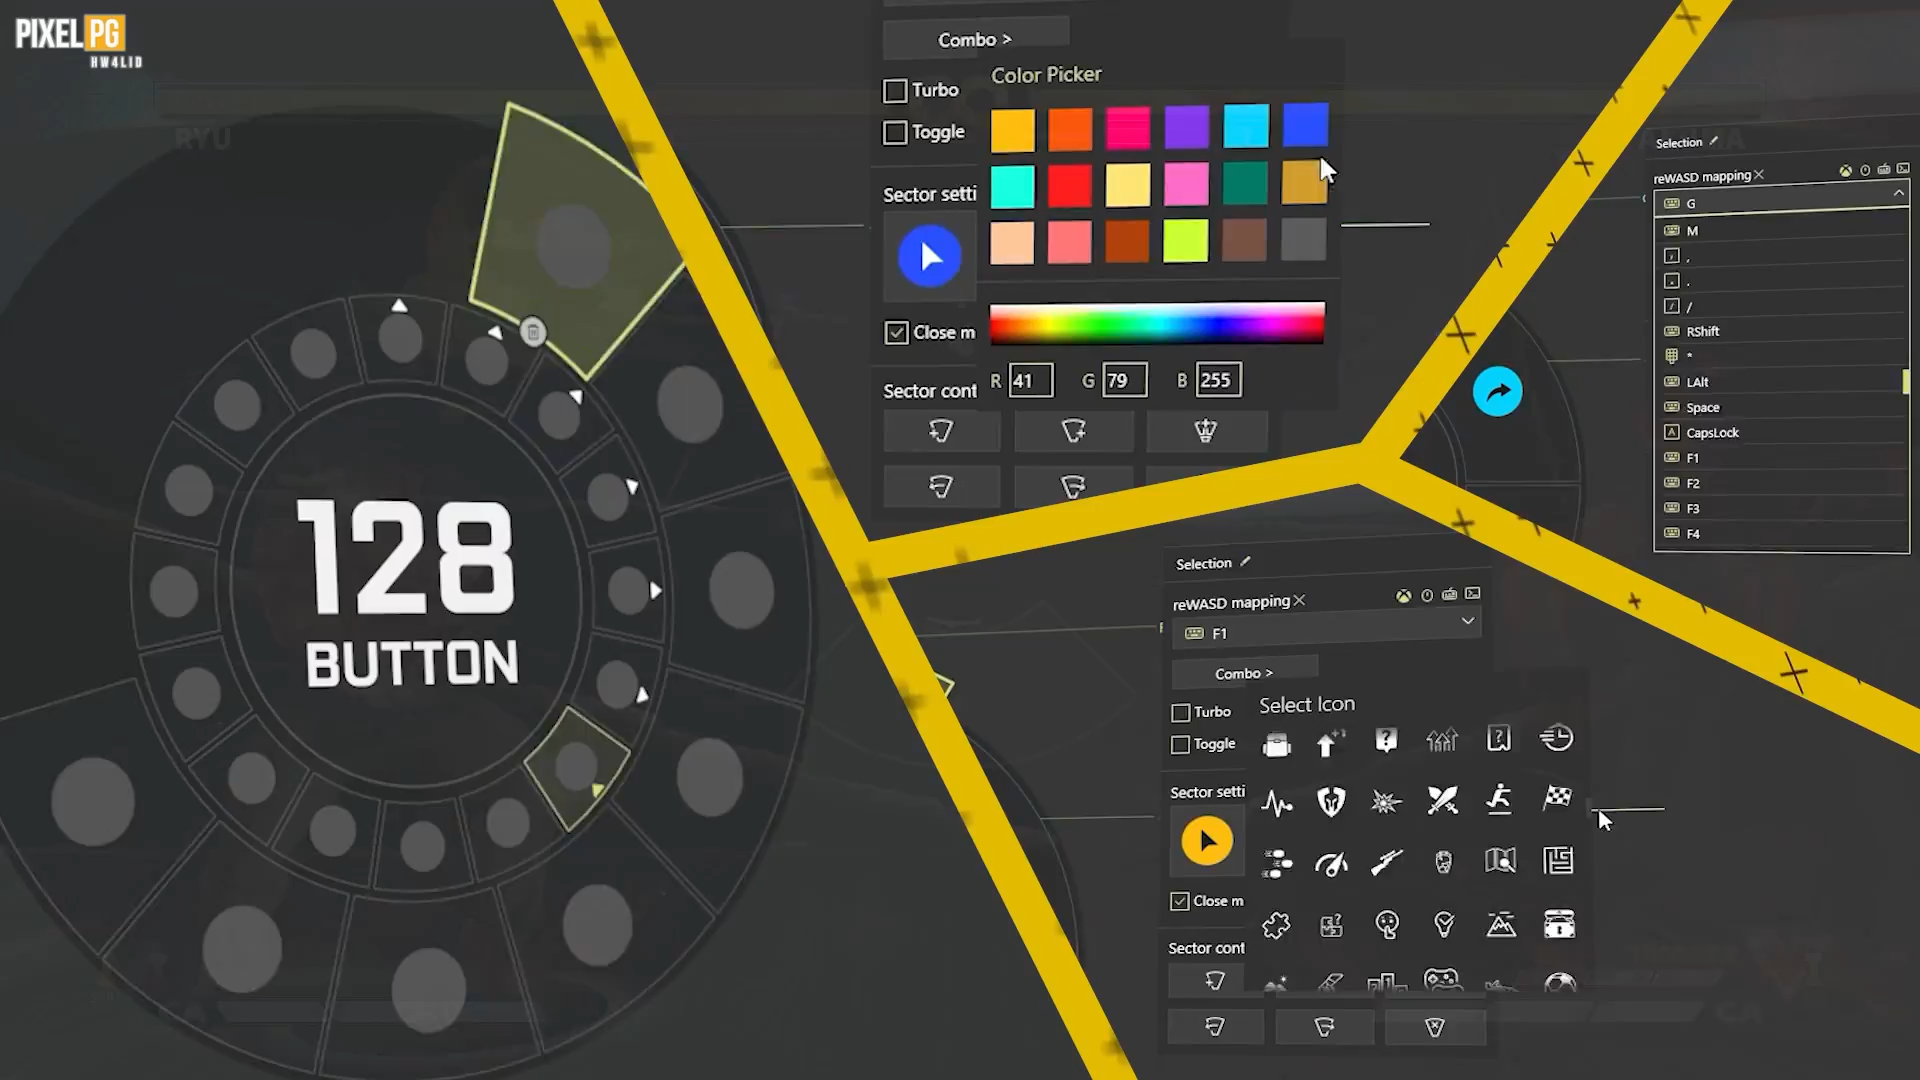 PIXEL PG
HW4LID
RYU
128
BUTTON
Combo >
Color Picker
Turbo
Toggle
Sector setti
Close m
R 41 G 79 B 255
Sector cont
Selection
reWASD mapping
G
M
,
.
/
RShift
*
LAlt
Space
CapsLock
F1
F2
F3
F4
Selection
reWASD mapping
F1
Combo >
Select Icon
Turbo
Toggle
Sector setti
Close m
Sector cont
CA